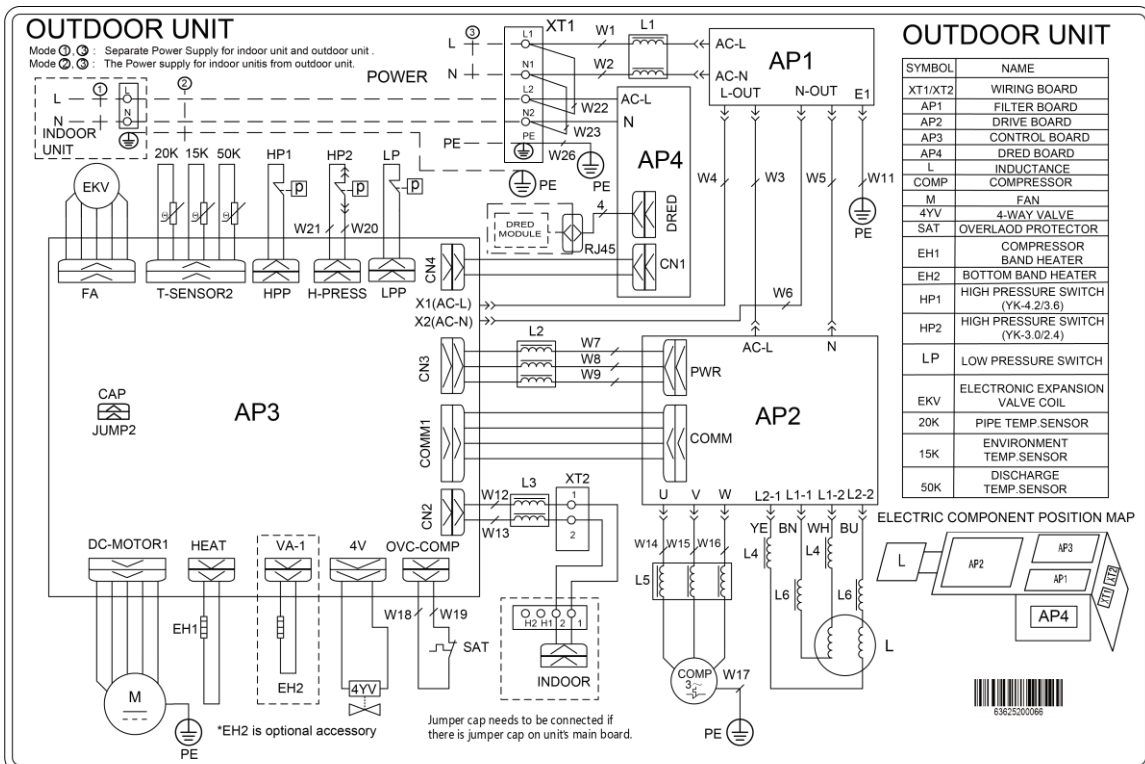 OUTDOOR UNIT
Mode ①,③ : Separate Power Supply for indoor unit and outdoor unit .
Mode ②,③ : The Power supply for indoor unitis from outdoor unit.
L
N
INDOOR
UNIT
①
L
N
②
POWER
③
L
N
PE
XT1
L1
N1
L2
N2
PE
W22
W23
W26
PE
PE
W1
W2
L1
AC-L
AC-N
AP1
L-OUT
N-OUT
E1
W4
W3
W5
W11
PE
AC-L
N
AP4
DRED
CN1
DRED
MODULE
4
RJ45
EKV
20K
15K
50K
HP1
P
HP2
P
LP
P
W21
W20
FA
T-SENSOR2
HPP
H-PRESS
LPP
CN4
X1(AC-L)
X2(AC-N)
W6
CN3
L2
W7
W8
W9
PWR
AC-L
N
AP2
COMM1
COMM
CAP
JUMP2
AP3
CN2
W12
W13
L3
XT2
1
2
U
V
W
L2-1
L1-1
L1-2
L2-2
YE
BN
WH
BU
W14
W15
W16
L4
L4
L5
L6
L6
L
COMP
3~
W17
PE
DC-MOTOR1
HEAT
VA-1
4V
OVC-COMP
W18
W19
SAT
EH1
EH2
4YV
M
PE
*EH2 is optional accessory
H2
H1
2
1
INDOOR
Jumper cap needs to be connected if
there is jumper cap on unit's main board.
OUTDOOR UNIT
SYMBOL NAME
XT1/XT2 WIRING BOARD
AP1 FILTER BOARD
AP2 DRIVE BOARD
AP3 CONTROL BOARD
AP4 DRED BOARD
L INDUCTANCE
COMP COMPRESSOR
M FAN
4YV 4-WAY VALVE
SAT OVERLAOD PROTECTOR
EH1 COMPRESSOR
BAND HEATER
EH2 BOTTOM BAND HEATER
HP1 HIGH PRESSURE SWITCH
(YK-4.2/3.6)
HP2 HIGH PRESSURE SWITCH
(YK-3.0/2.4)
LP LOW PRESSURE SWITCH
EKV ELECTRONIC EXPANSION
VALVE COIL
20K PIPE TEMP.SENSOR
15K ENVIRONMENT
TEMP.SENSOR
50K DISCHARGE
TEMP.SENSOR
ELECTRIC COMPONENT POSITION MAP
L
AP2
AP3
AP1
XT1
XT2
AP4
63625200066